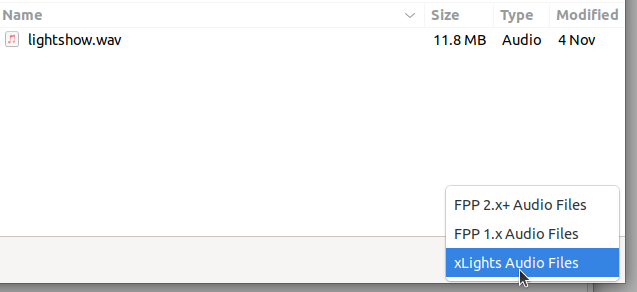 Name Size Type Modified
lightshow.wav 11.8 MB Audio 4 Nov
FPP 2.x+ Audio Files
FPP 1.x Audio Files
xLights Audio Files